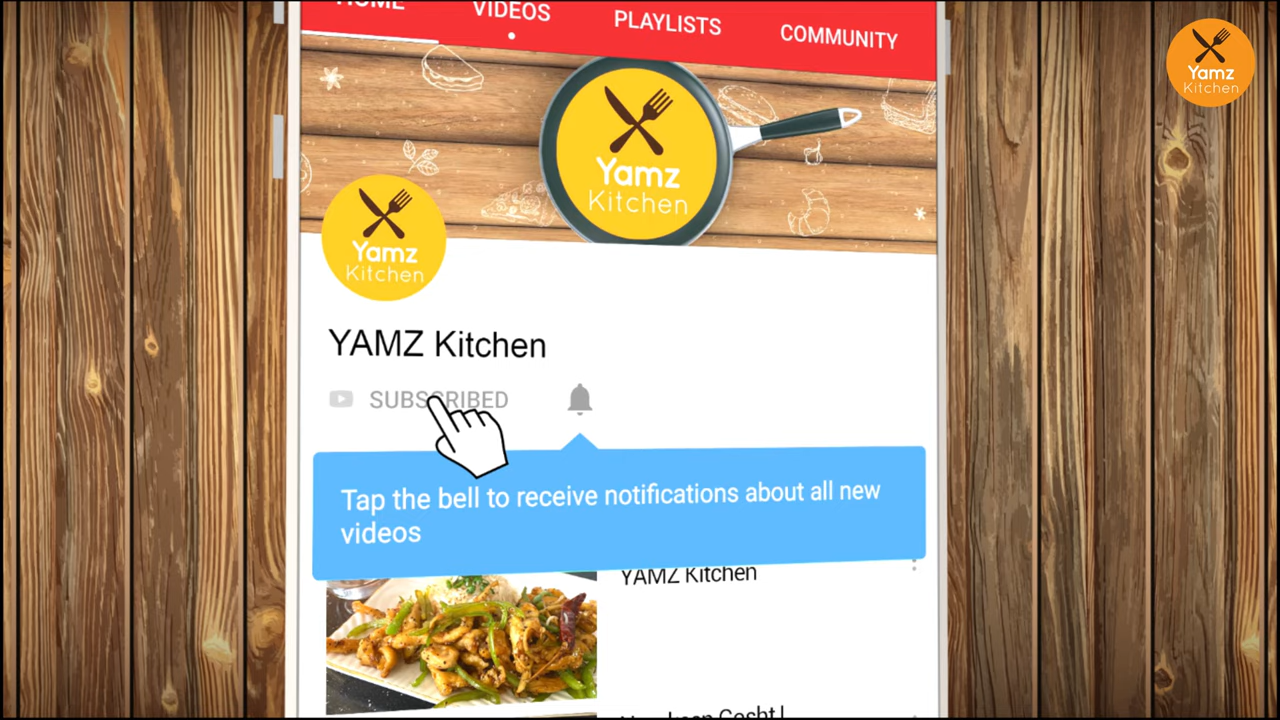 HOME
VIDEOS
PLAYLISTS
COMMUNITY
Yamz
Kitchen
Yamz
Kitchen
Yamz
Kitchen
YAMZ Kitchen
SUBSCRIBED
Tap the bell to receive notifications about all new
videos
YAMZ Kitchen
Gosht |